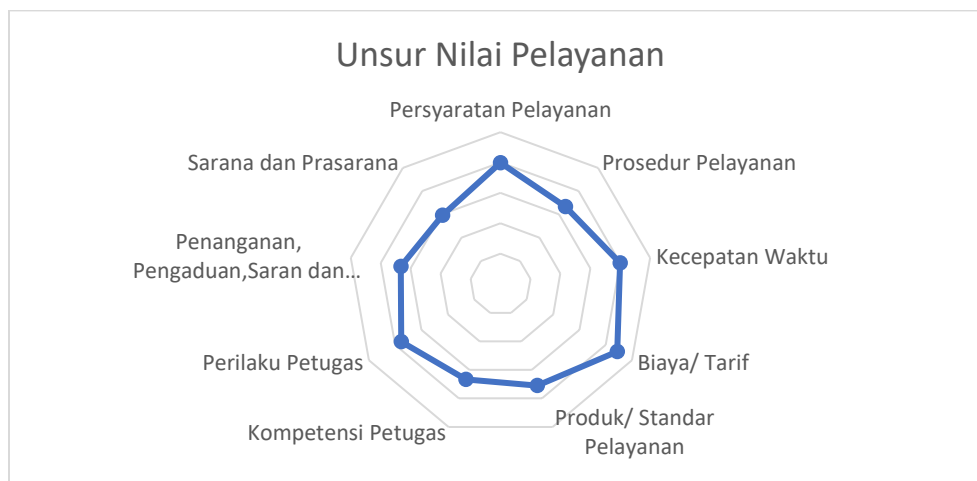 Unsur Nilai Pelayanan
Persyaratan Pelayanan
Prosedur Pelayanan
Kecepatan Waktu
Biaya/ Tarif
Produk/ Standar
Pelayanan
Kompetensi Petugas
Perilaku Petugas
Penanganan,
Pengaduan,Saran dan…
Sarana dan Prasarana